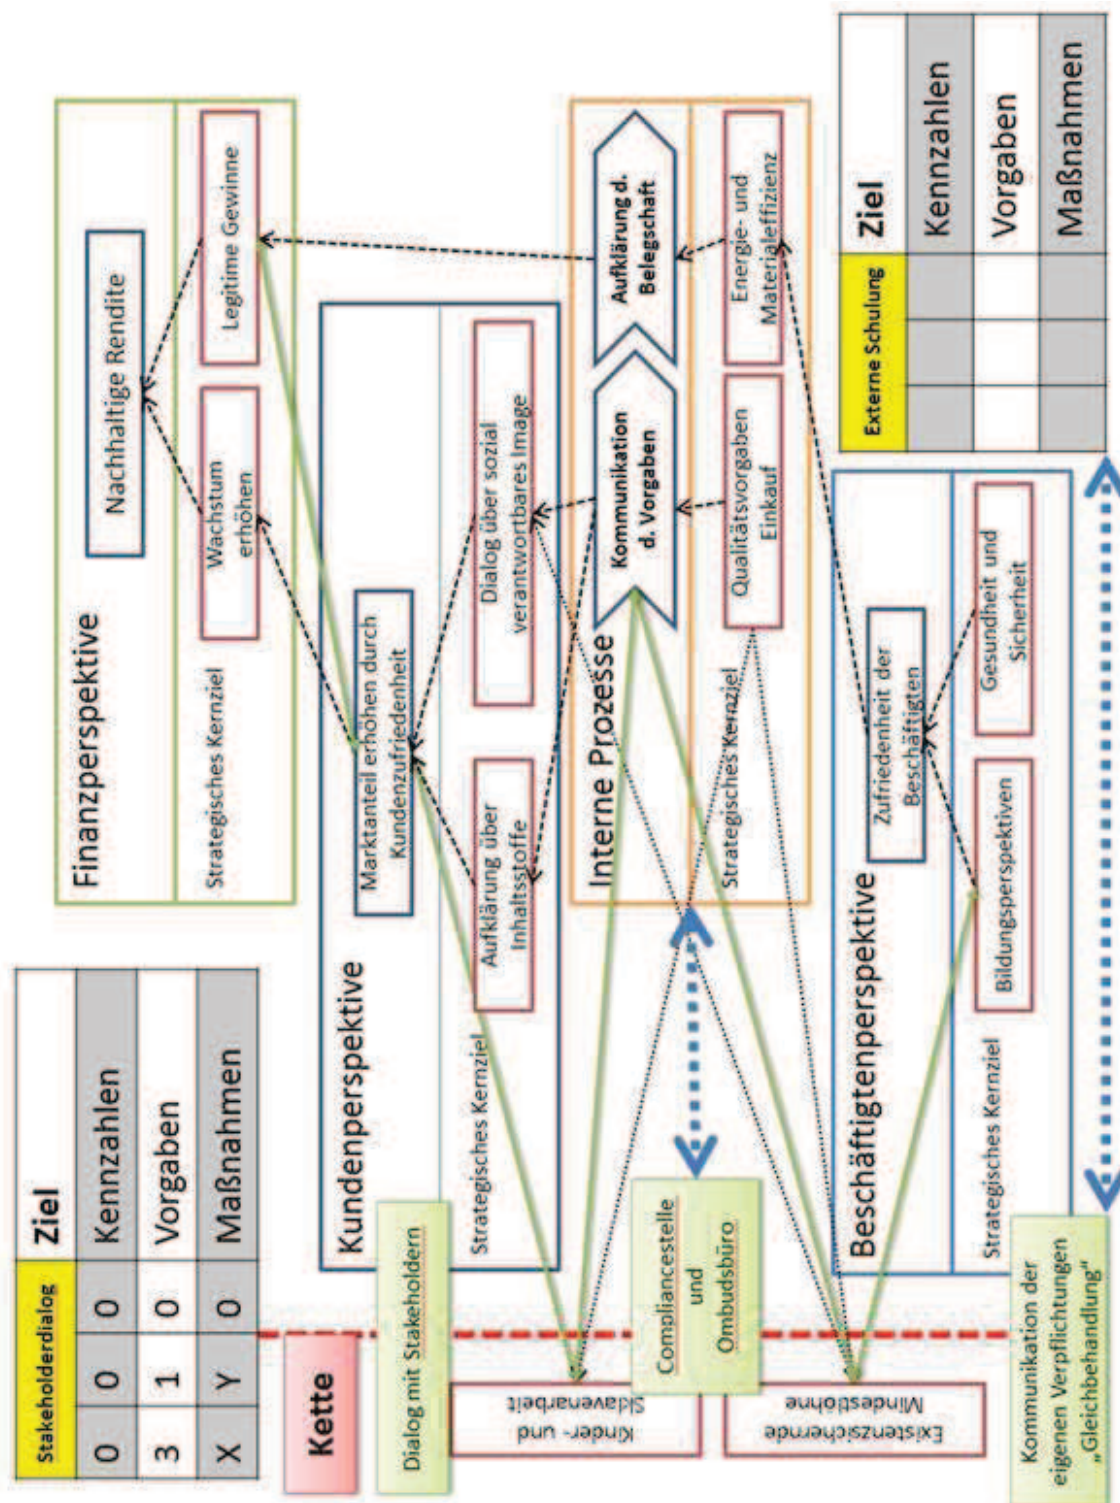 Stakeholderdialog
Ziel
0 0 0 Kennzahlen
3 1 0 Vorgaben
X Y 0 Maßnahmen
Kette
Dialog mit Stakeholdern
Kinder- und
Sklavenarbeit
Compliancestelle
und
Ombudsbüro
Existenzsichernde
Mindestlöhne
Kommunikation der
eigenen Verpflichtungen
„Gleichbehandlung“
Finanzperspektive
Nachhaltige Rendite
Strategisches Kernziel
Wachstum
erhöhen
Legitime Gewinne
Kundenperspektive
Marktanteil erhöhen durch
Kundenzufriedenheit
Strategisches Kernziel
Aufklärung über
Inhaltsstoffe
Dialog über sozial
verantwortbares Image
Interne Prozesse
Kommunikation
d. Vorgaben
Aufklärung d.
Belegschaft
Strategisches Kernziel
Qualitätsvorgaben
Einkauf
Energie- und
Materialeffizienz
Beschäftigtenperspektive
Zufriedenheit der
Beschäftigten
Strategisches Kernziel
Bildungsperspektiven
Gesundheit und
Sicherheit
Externe Schulung
Ziel
Kennzahlen
Vorgaben
Maßnahmen